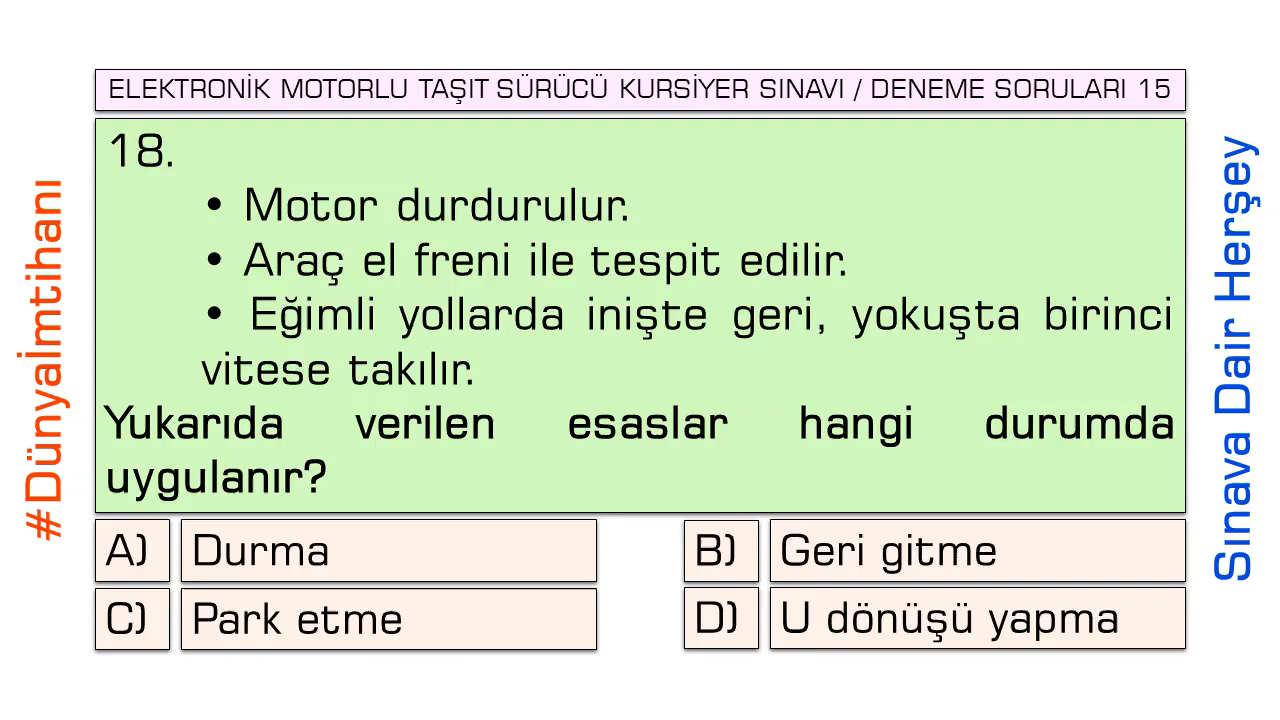 ELEKTRONİK MOTORLU TAŞIT SÜRÜCÜ KURSİYER SINAVI / DENEME SORULARI 15
18.
• Motor durdurulur.
• Araç el freni ile tespit edilir.
• Eğimli yollarda inişte geri, yokuşta birinci
vitese takılır.
Yukarıda verilen esaslar hangi durumda
uygulanır?
A) Durma
B) Geri gitme
C) Park etme
D) U dönüşü yapma
#Dünyaİmtihanı
Sınava Dair Herşey